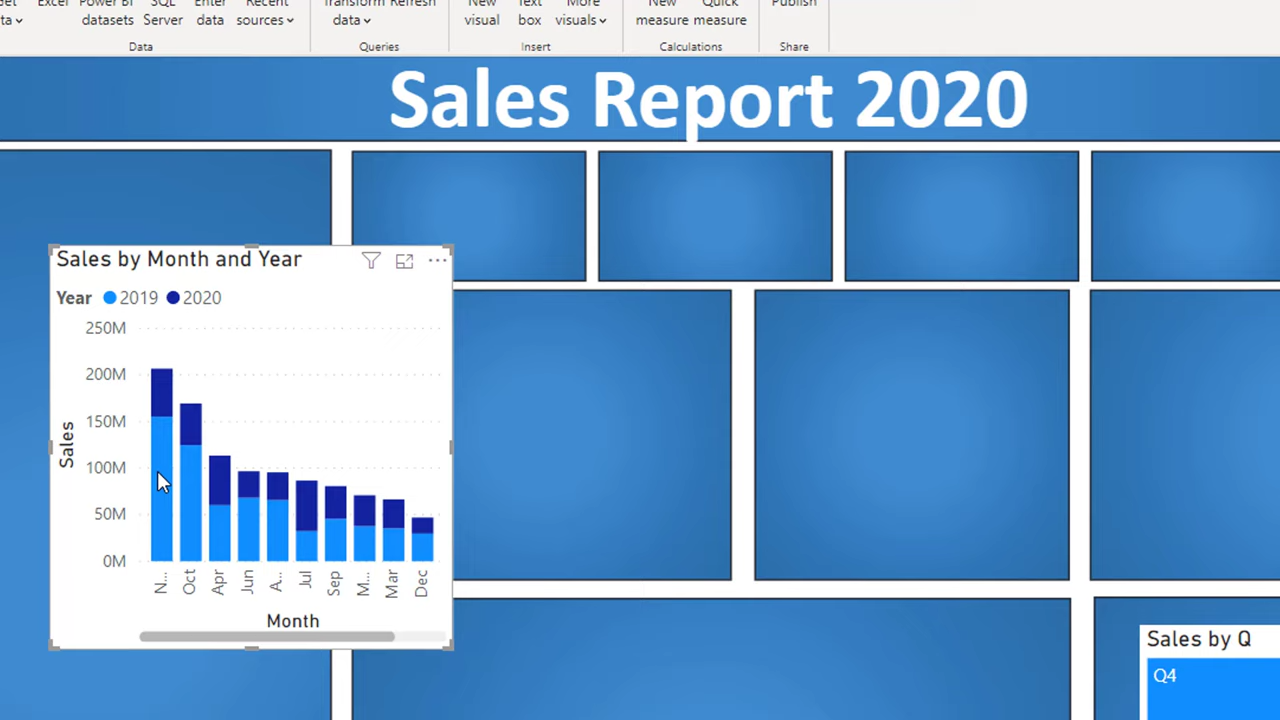 Excel
Power BI datasets
SQL Server
Enter data
Recent sources
Transform data
Refresh
New visual
Text box
More visuals
New measure
Quick measure
Publish
Data
Queries
Insert
Calculations
Share
Sales Report 2020
Sales by Month and Year
Year 2019 2020
250M
200M
150M
100M
50M
0M
Sales
N... Oct Apr Jun A... Jul Sep M... Mar Dec
Month
Sales by Q
Q4